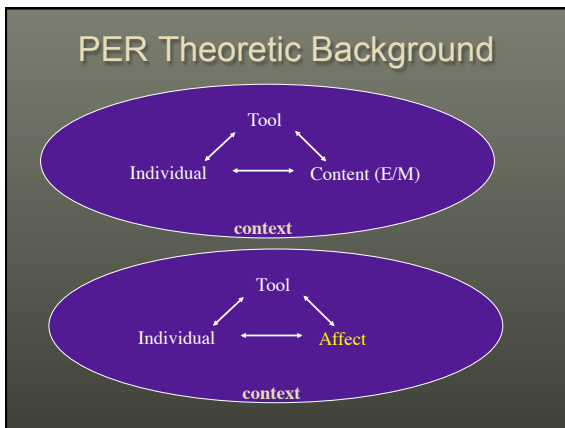 PER Theoretic Background
Tool
Individual Content (E/M)
context
Tool
Individual Affect
context